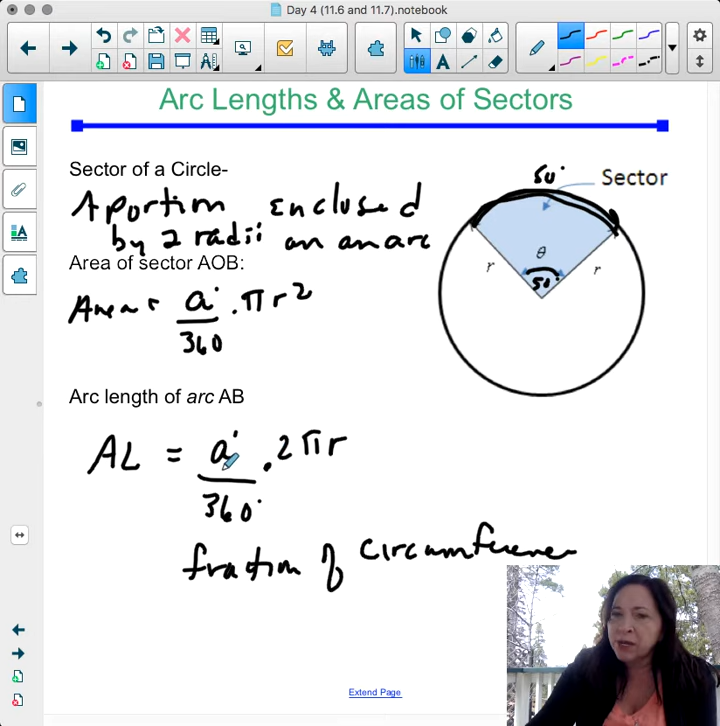 Day 4 (11.6 and 11.7).notebook
Arc Lengths & Areas of Sectors
Sector of a Circle-
A portion enclosed
by 2 radii an an arc
50°
Sector
θ
r
50°
r
Area of sector AOB:
Area = a°/360 · πr²
Arc length of arc AB
AL = a°/360° · 2πr
fraction of circumference
Extend Page